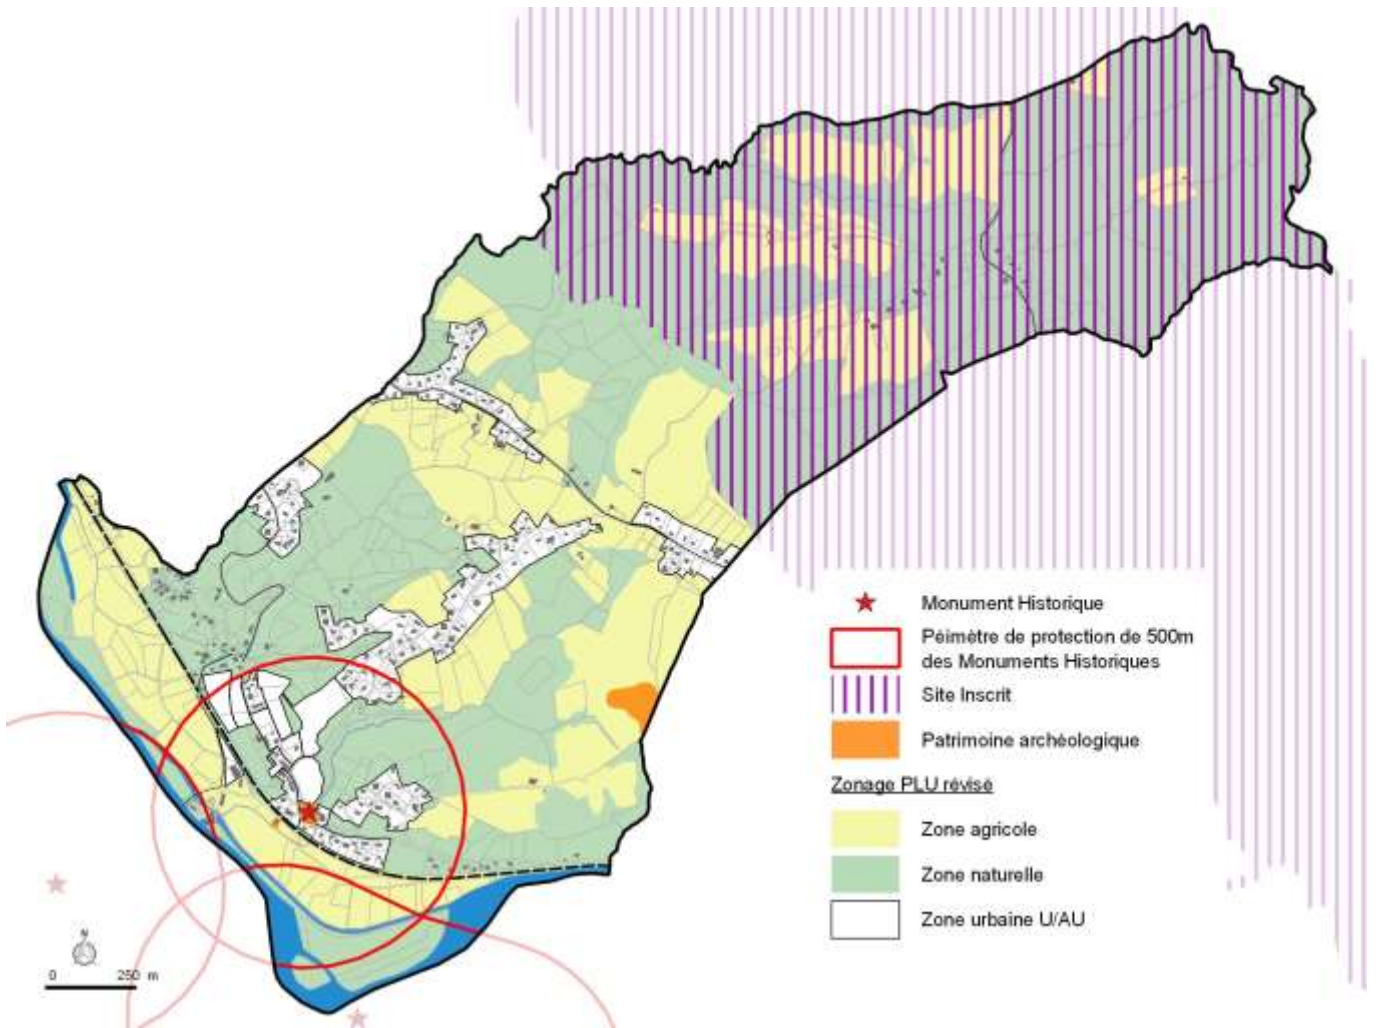 Monument Historique
Péimètre de protection de 500m
des Monuments Historiques
Site Inscrit
Patrimoine archéologique
Zonage PLU révisé
Zone agricole
Zone naturelle
Zone urbaine U/AU
N
0 250 m